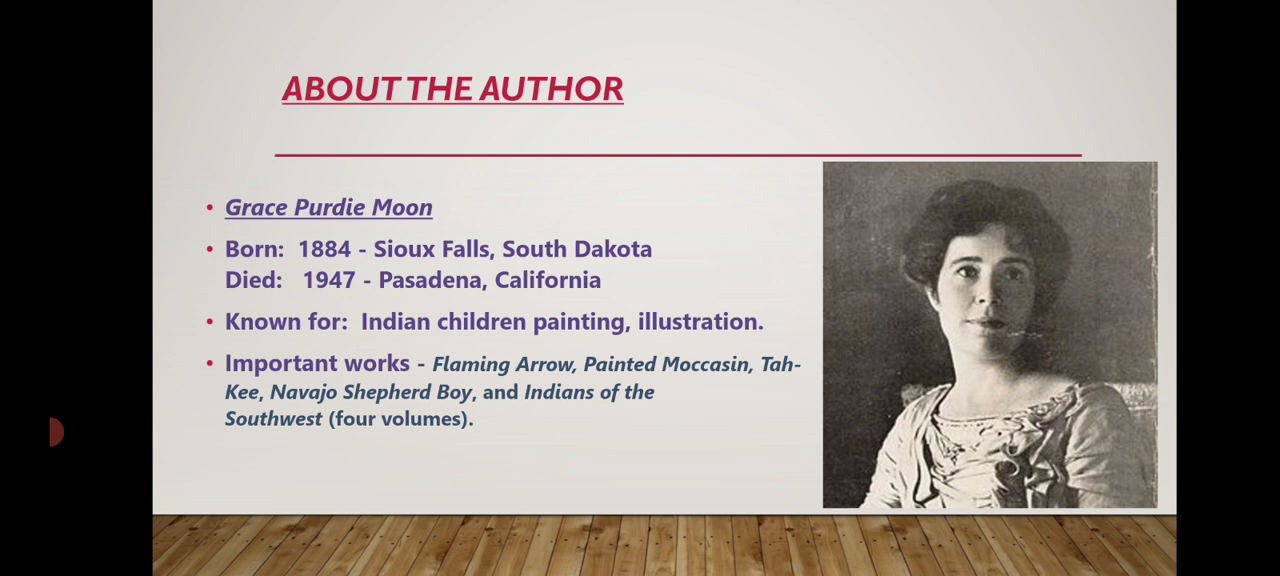 ABOUT THE AUTHOR
• Grace Purdie Moon
• Born:  1884 - Sioux Falls, South Dakota
Died:   1947 - Pasadena, California
• Known for:  Indian children painting, illustration.
• Important works - Flaming Arrow, Painted Moccasin, Tah-
Kee, Navajo Shepherd Boy, and Indians of the
Southwest (four volumes).